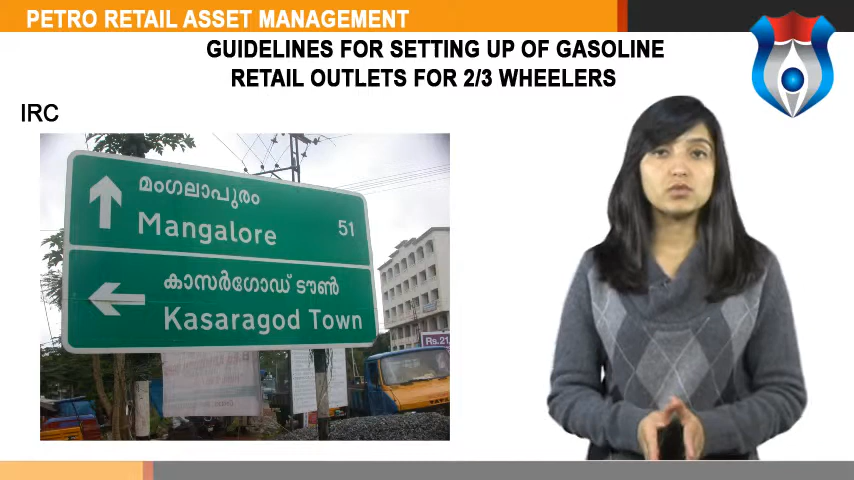 PETRO RETAIL ASSET MANAGEMENT
GUIDELINES FOR SETTING UP OF GASOLINE
RETAIL OUTLETS FOR 2/3 WHEELERS
IRC
മംഗലാപുരം
Mangalore 51
കാസർഗോഡ് ടൗൺ
Kasaragod Town
Rs.21